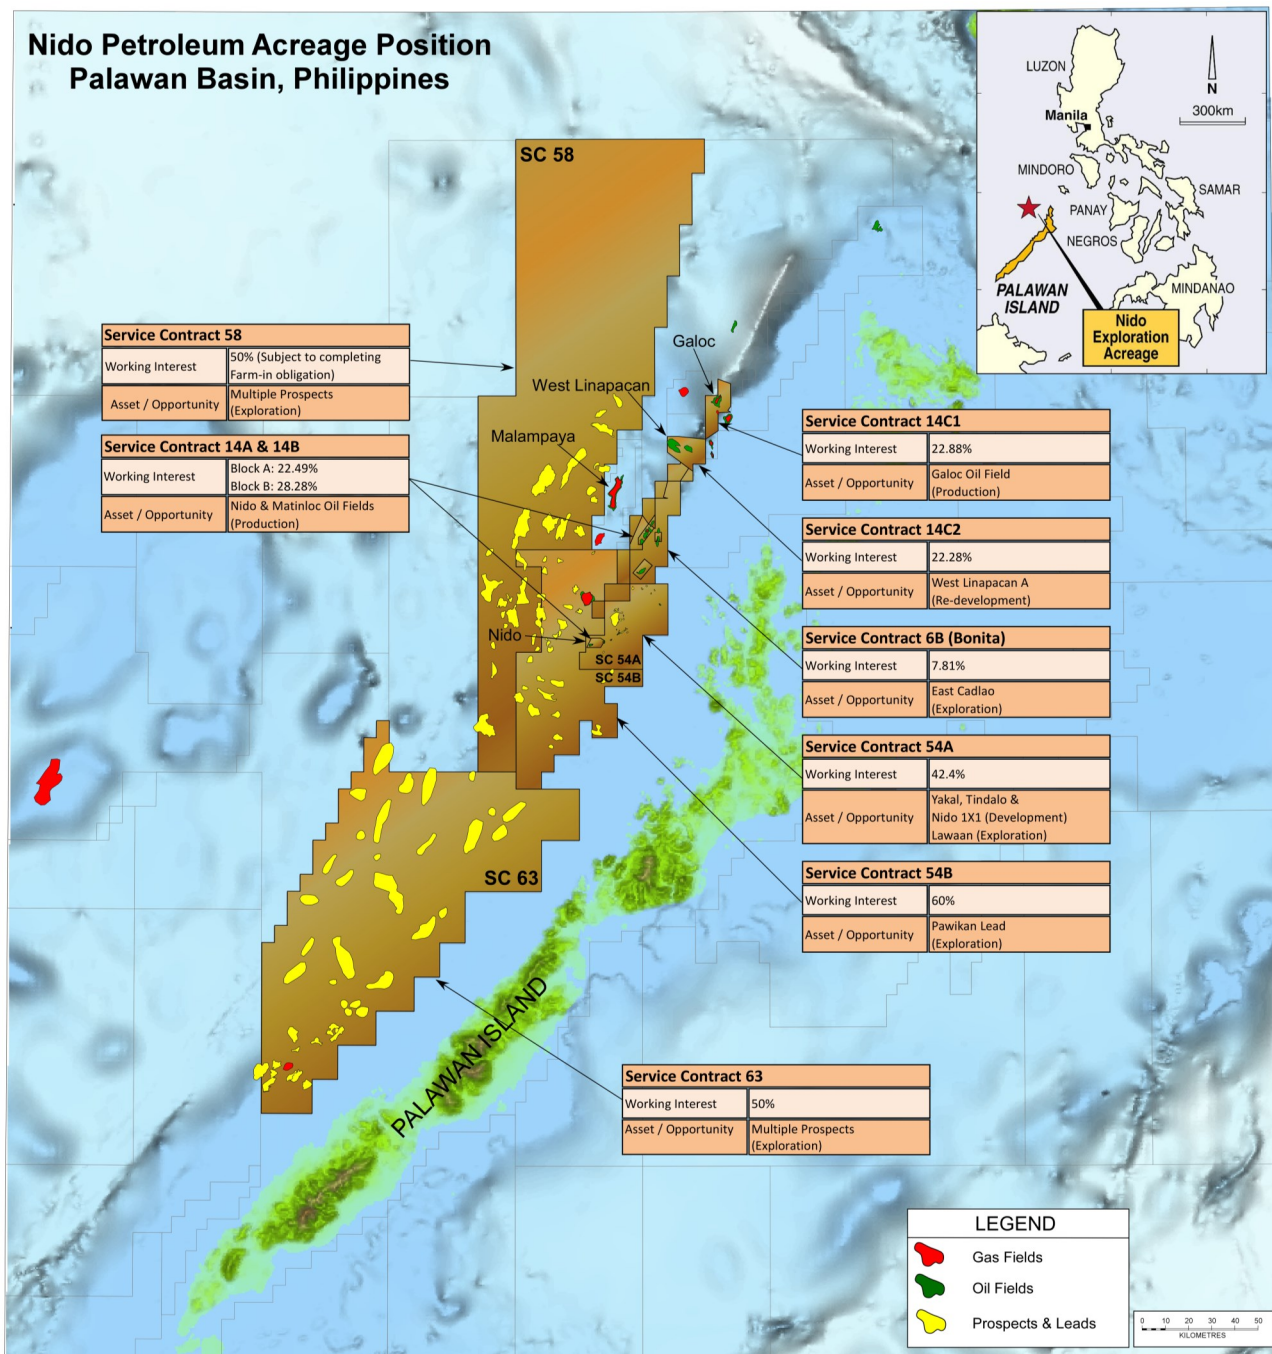 Nido Petroleum Acreage Position
Palawan Basin, Philippines
LUZON
N
300km
Manila
MINDORO
SAMAR
PANAY
NEGROS
PALAWAN
ISLAND
MINDANAO
Nido
Exploration
Acreage
SC 58
Service Contract 58
Working Interest
50% (Subject to completing
Farm-in obligation)
Asset / Opportunity
Multiple Prospects
(Exploration)
Service Contract 14A & 14B
Working Interest
Block A: 22.49%
Block B: 28.28%
Asset / Opportunity
Nido & Matinloc Oil Fields
(Production)
Galoc
West Linapacan
Malampaya
Nido
SC 54A
SC 54B
SC 63
Service Contract 14C1
Working Interest
22.88%
Asset / Opportunity
Galoc Oil Field
(Production)
Service Contract 14C2
Working Interest
22.28%
Asset / Opportunity
West Linapacan A
(Re-development)
Service Contract 6B (Bonita)
Working Interest
7.81%
Asset / Opportunity
East Cadlao
(Exploration)
Service Contract 54A
Working Interest
42.4%
Asset / Opportunity
Yakal, Tindalo &
Nido 1X1 (Development)
Lawaan (Exploration)
Service Contract 54B
Working Interest
60%
Asset / Opportunity
Pawikan Lead
(Exploration)
PALAWAN ISLAND
Service Contract 63
Working Interest
50%
Asset / Opportunity
Multiple Prospects
(Exploration)
LEGEND
Gas Fields
Oil Fields
Prospects & Leads
0 10 20 30 40 50
KILOMETRES